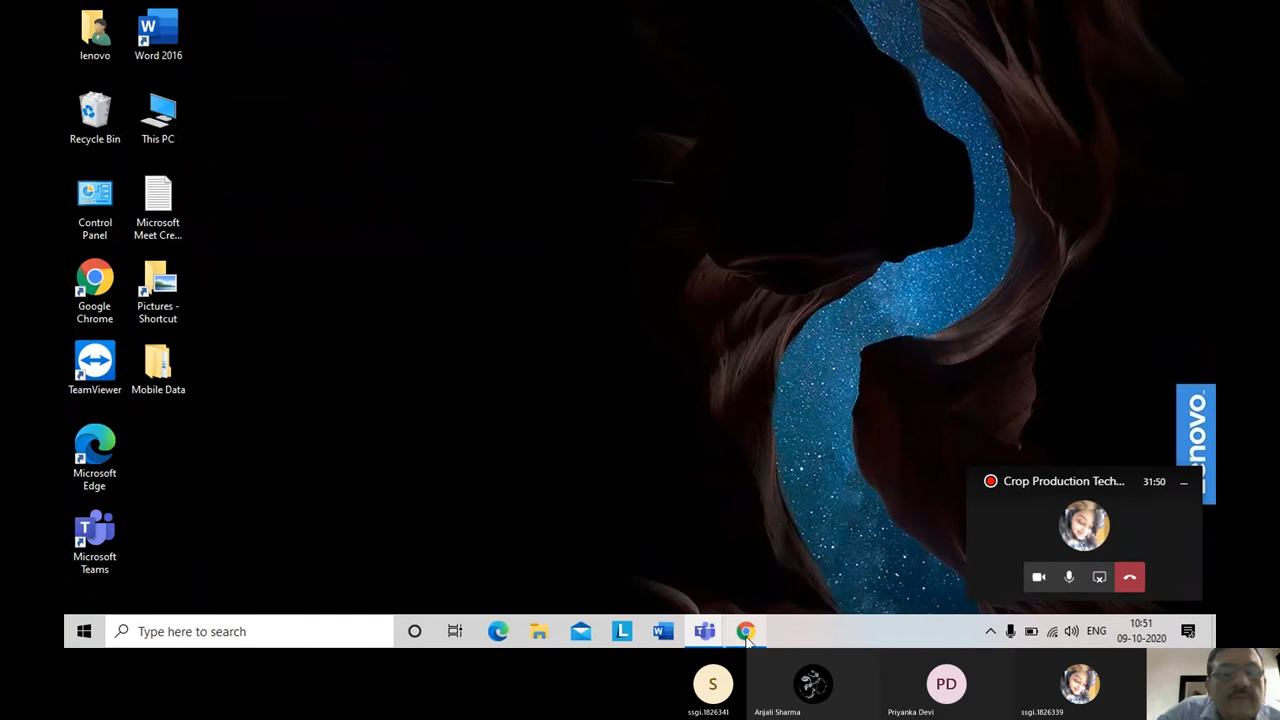 lenovo
Word 2016
Recycle Bin
This PC
Control
Panel
Microsoft
Meet Cre...
Google
Chrome
Pictures -
Shortcut
TeamViewer
Mobile Data
Microsoft
Edge
Microsoft
Teams
Lenovo.
Crop Production Tech...
31:50
Type here to search
ENG
10:51
09-10-2020
S
PD
ssgi.1826341
Anjali Sharma
Priyanka Devi
ssgi.1826339